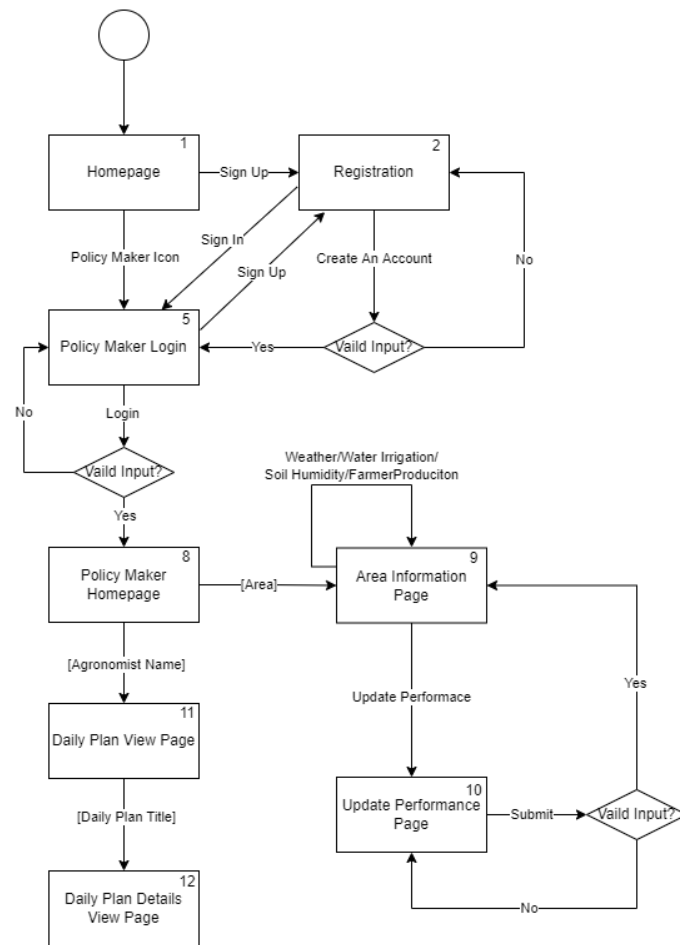 1
Homepage
Sign Up
2
Registration
Policy Maker Icon
Sign In
Sign Up
Create An Account
No
5
Policy Maker Login
Yes
Vaild Input?
No
Login
Vaild Input?
Yes
Weather/Water Irrigation/
Soil Humidity/FarmerProduciton
8
Policy Maker
Homepage
[Area]
9
Area Information
Page
[Agronomist Name]
Update Performace
Yes
11
Daily Plan View Page
[Daily Plan Title]
10
Update Performance
Page
Submit
Vaild Input?
No
12
Daily Plan Details
View Page